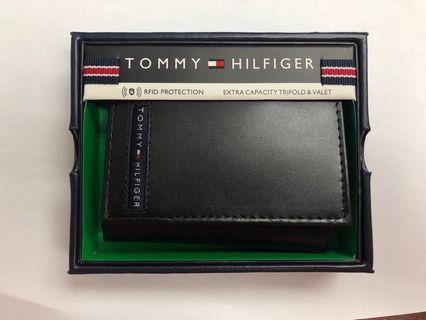 TOMMY HILFIGER
RFID PROTECTION EXTRA CAPACITY TRIFOLD & VALET
TOMMY HILFIGER